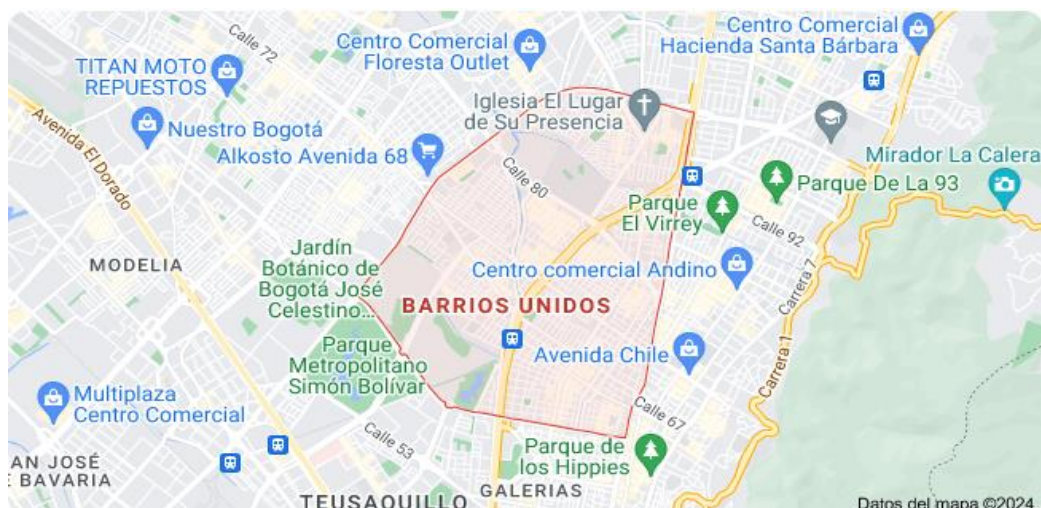 Calle 72
Centro Comercial
Floresta Outlet
Centro Comercial
Hacienda Santa Bárbara
TITAN MOTO
REPUESTOS
Iglesia El Lugar
de Su Presencia
Avenida El Dorado
Nuestro Bogotá
Alkosto Avenida 68
Calle 80
Mirador La Calera
Parque De La 93
Parque
El Virrey
Calle 92
MODELIA
Jardín
Botánico de
Bogotá José
Celestino...
Centro comercial Andino
Carrera 7
BARRIOS UNIDOS
Parque
Metropolitano
Simón Bolívar
Avenida Chile
Carrera 1
Multiplaza
Centro Comercial
Calle 67
Calle 53
Parque de
los Hippies
AN JOSÉ
E BAVARIA
TEUSAQUILLO
GALERIAS
Datos del mapa ©2024